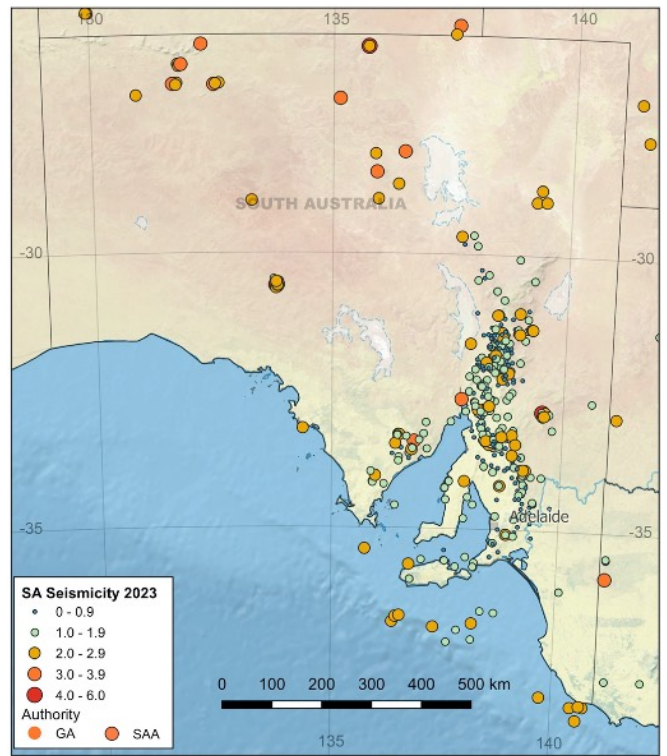 130
135
140
SOUTH AUSTRALIA
-30
-30
Adelaide
-35
-35
SA Seismicity 2023
0 - 0.9
1.0 - 1.9
2.0 - 2.9
3.0 - 3.9
4.0 - 6.0
Authority
GA SAA
0 100 200 300 400 500 km
135
140